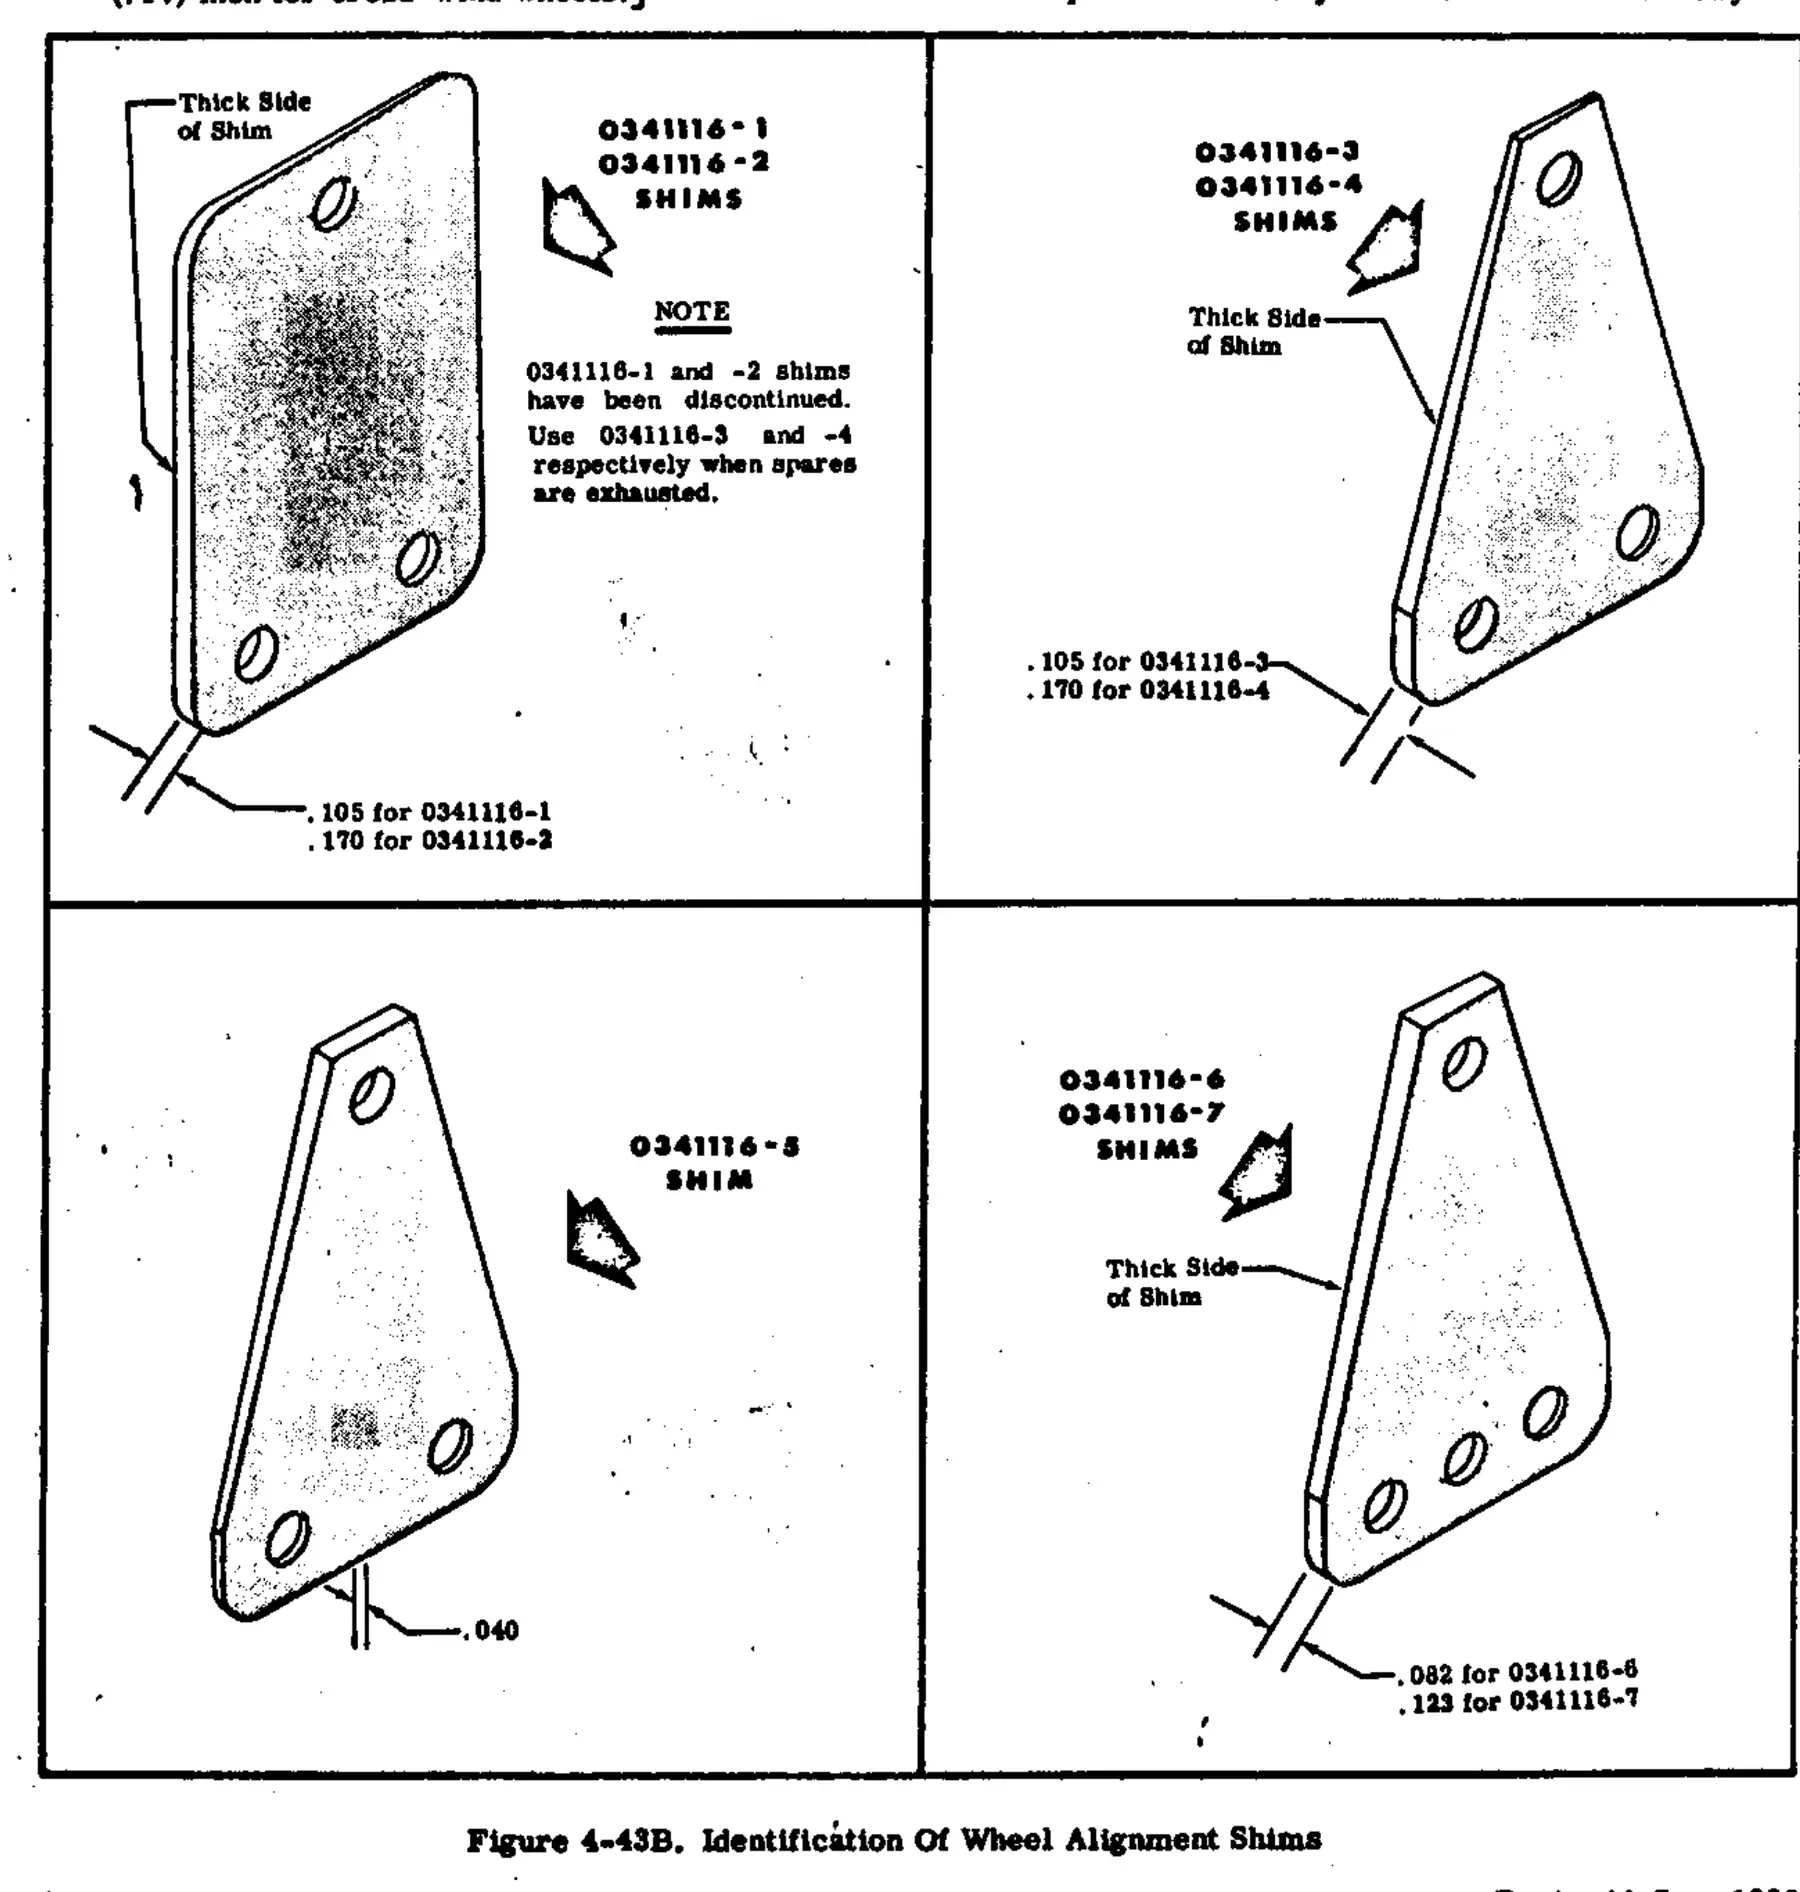 Thick Side
of Shim
0341116-1
0341116-2
SHIMS
NOTE
0341116-1 and -2 shims
have been discontinued.
Use 0341116-3 and -4
respectively when spares
are exhausted.
.105 for 0341116-1
.170 for 0341116-2
0341116-3
0341116-4
SHIMS
Thick Side
of Shim
.105 for 0341116-3
.170 for 0341116-4
0341116-5
SHIM
.040
0341116-6
0341116-7
SHIMS
Thick Side
of Shim
.082 for 0341116-6
.123 for 0341116-7
Figure 4-43B. Identification Of Wheel Alignment Shims